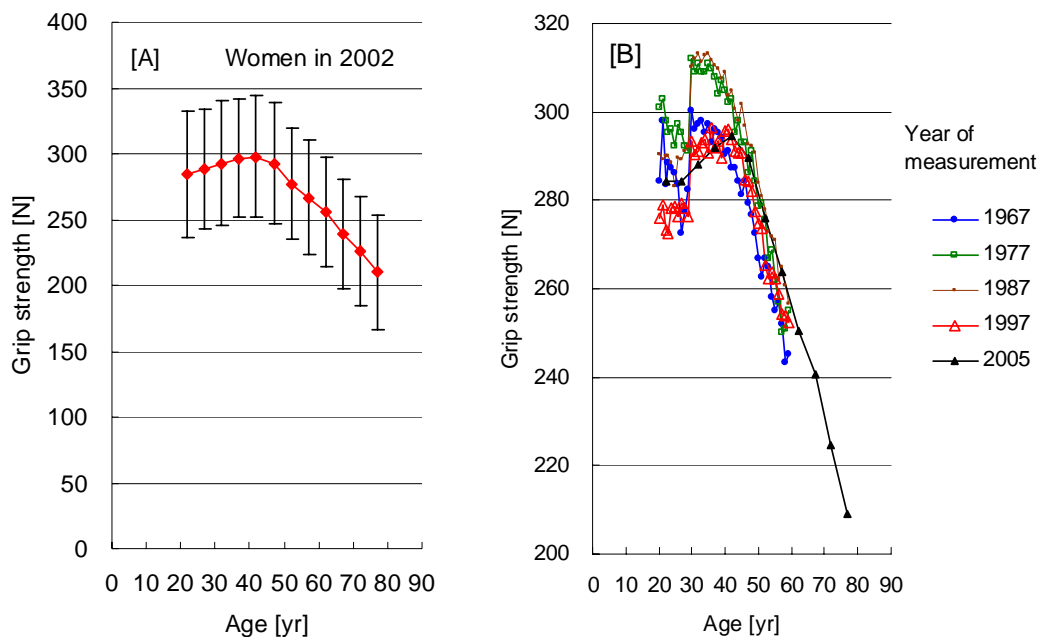 [A] Women in 2002
400
350
300
250
200
150
100
50
0
Grip strength [N]
0 10 20 30 40 50 60 70 80 90
Age [yr]
[B]
320
300
280
260
240
220
200
Grip strength [N]
0 10 20 30 40 50 60 70 80 90
Age [yr]
Year of
measurement
1967
1977
1987
1997
2005